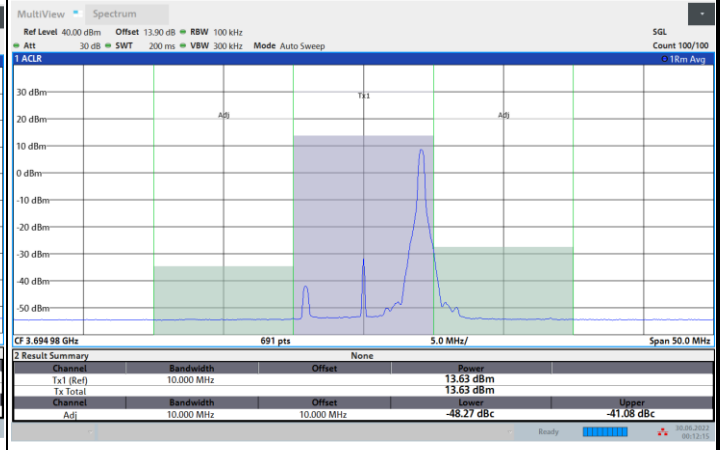 MultiView Spectrum
Ref Level 40.00 dBm Offset 13.90 dB RBW 100 kHz SGL
Att 30 dB SWT 200 ms VBW 300 kHz Mode Auto Sweep Count 100/100
1 ACLR 1Rm Avg
Tx1
30 dBm
Adj Adj
20 dBm
10 dBm
0 dBm
-10 dBm
-20 dBm
-30 dBm
-40 dBm
-50 dBm
CF 3.694 98 GHz 691 pts 5.0 MHz/ Span 50.0 MHz
2 Result Summary None
Channel Bandwidth Offset Power
Tx1 (Ref) 10.000 MHz 13.63 dBm
Tx Total 13.63 dBm
Channel Bandwidth Offset Lower Upper
Adj 10.000 MHz 10.000 MHz -48.27 dBc -41.08 dBc
Ready 30.06.2022
00:12:15